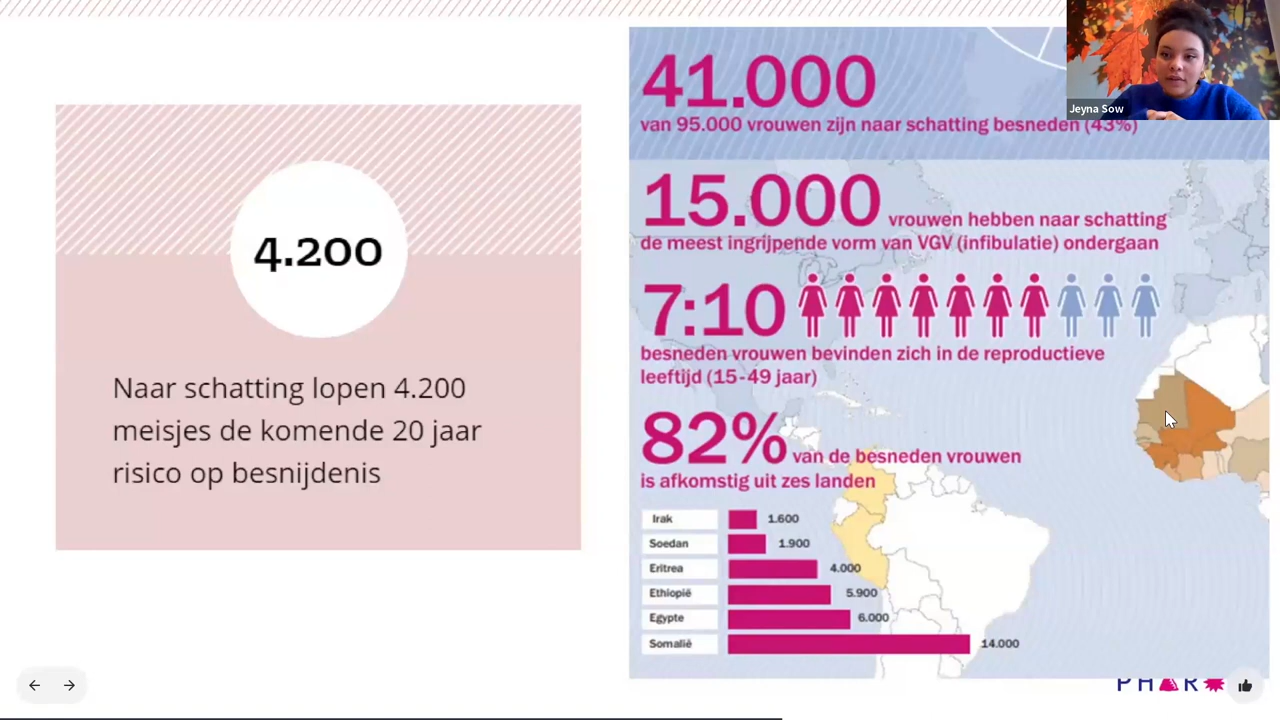 4.200
Naar schatting lopen 4.200
meisjes de komende 20 jaar
risico op besnijdenis
41.000
van 95.000 vrouwen zijn naar schatting besneden (43%)
15.000 vrouwen hebben naar schatting
de meest ingrijpende vorm van VGV (infibulatie) ondergaan
7:10
besneden vrouwen bevinden zich in de reproductieve
leeftijd (15-49 jaar)
82% van de besneden vrouwen
is afkomstig uit zes landen
Irak 1.600
Soedan 1.900
Eritrea 4.000
Ethiopië 5.900
Egypte 6.000
Somalië 14.000
Jeyna Sow
PHAR